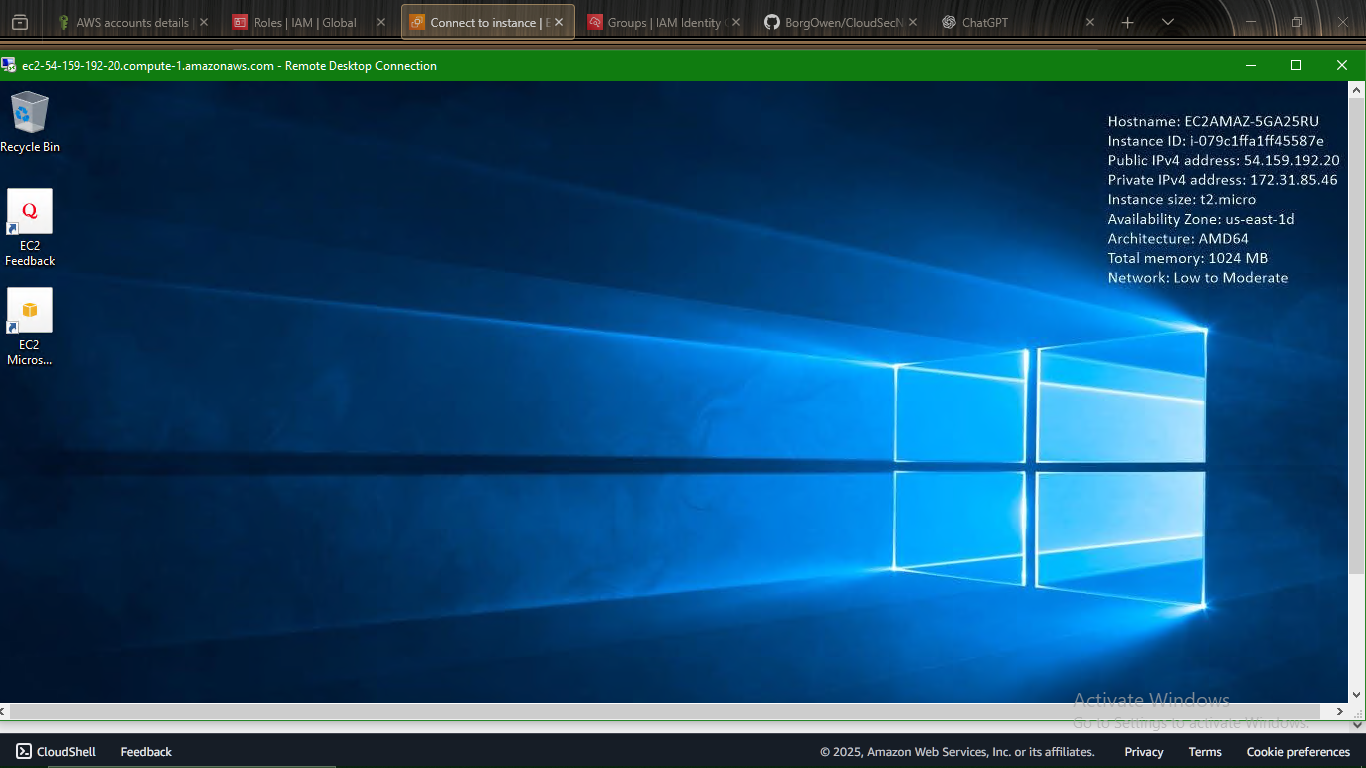 AWS accounts details
Roles | IAM | Global
Connect to instance | E
Groups | IAM Identity
BorgOwen/CloudSecN
ChatGPT
ec2-54-159-192-20.compute-1.amazonaws.com - Remote Desktop Connection
Recycle Bin
Q
EC2
Feedback
EC2
Micros...
Hostname: EC2AMAZ-5GA25RU
Instance ID: i-079c1ffa1ff45587e
Public IPv4 address: 54.159.192.20
Private IPv4 address: 172.31.85.46
Instance size: t2.micro
Availability Zone: us-east-1d
Architecture: AMD64
Total memory: 1024 MB
Network: Low to Moderate
Activate Windows
Go to Settings to activate Windows.
CloudShell
Feedback
© 2025, Amazon Web Services, Inc. or its affiliates.
Privacy
Terms
Cookie preferences